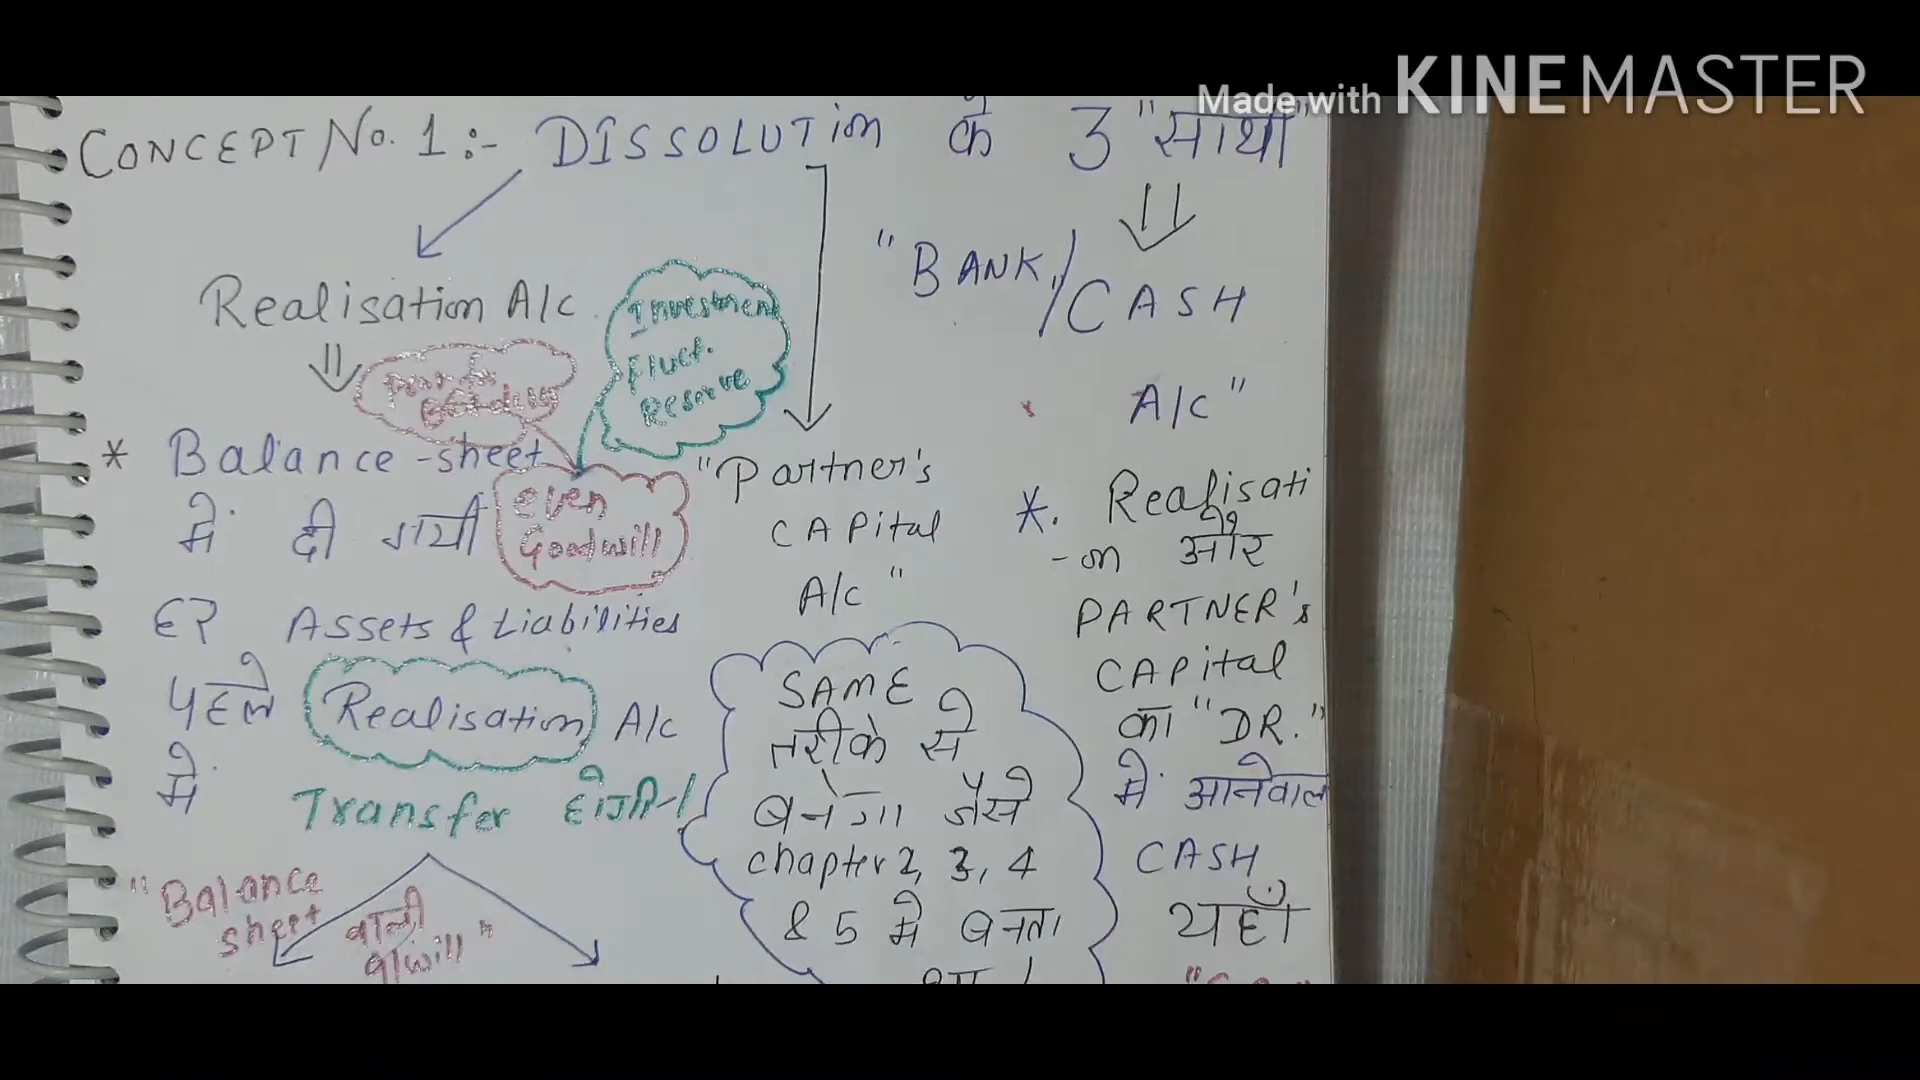 Made with KINEMASTER
CONCEPT No. 1:- DISSOLUTion के 3 "साथी"
Realisation A/c
Investment
Fluct.
Reserve
"BANK/CASH
A/c"
* Balance-sheet
में दी गयी
even
Goodwill
हर Assets & Liabilities
पहले Realisation A/c
में
Transfer होगी।
"Balance
sheet वाली
g/will"
"Partner's
CAPital
A/c"
SAME
तरीके से
बनेगा जैसे
chapter 2, 3, 4
& 5 में बनता
था।
*. Realisati
-on और
PARTNER's
CAPital
का "DR."
में आनेवाल
CASH
यहाँ